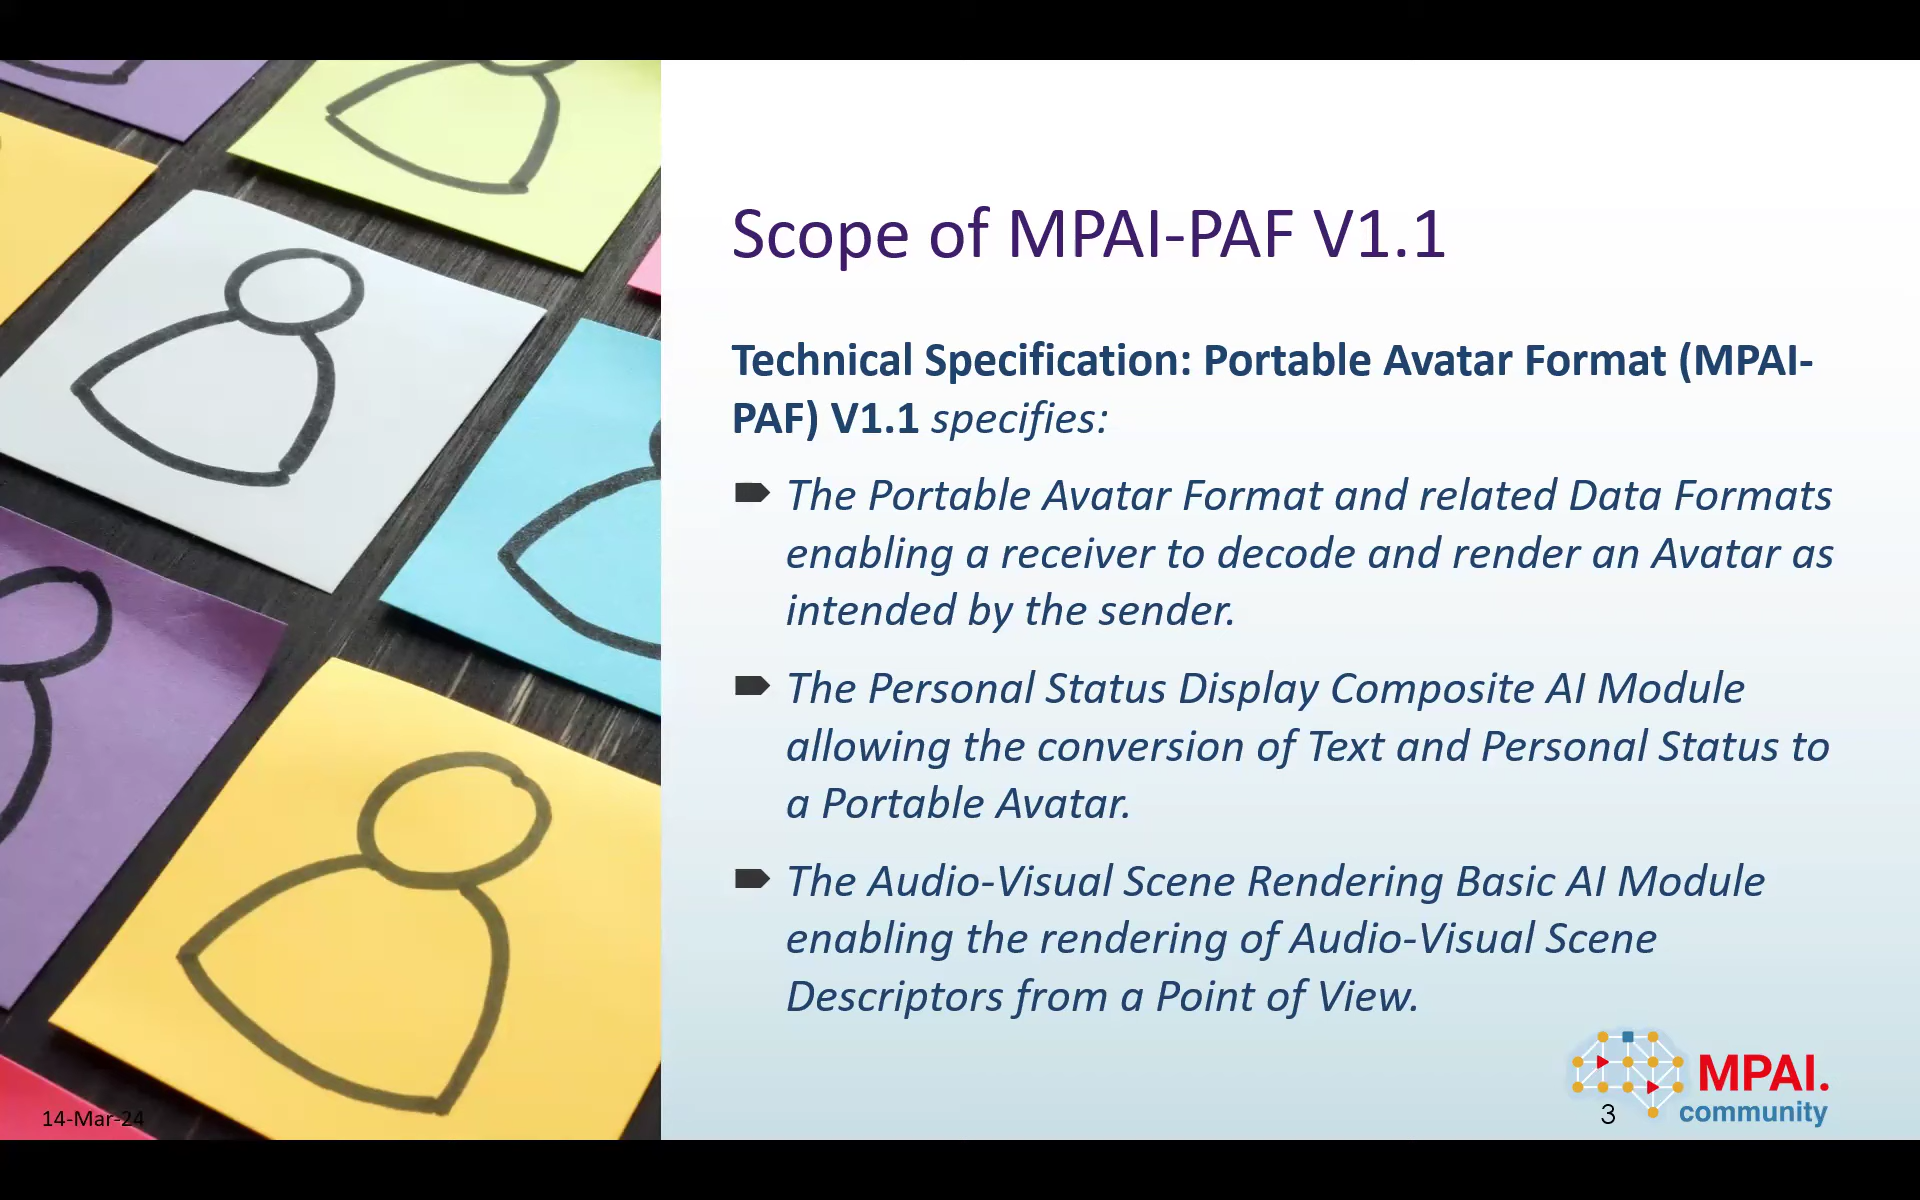 Scope of MPAI-PAF V1.1
Technical Specification: Portable Avatar Format (MPAI-
PAF) V1.1 specifies:
The Portable Avatar Format and related Data Formats
enabling a receiver to decode and render an Avatar as
intended by the sender.
The Personal Status Display Composite AI Module
allowing the conversion of Text and Personal Status to
a Portable Avatar.
The Audio-Visual Scene Rendering Basic AI Module
enabling the rendering of Audio-Visual Scene
Descriptors from a Point of View.
14-Mar-24
3
MPAI.
community